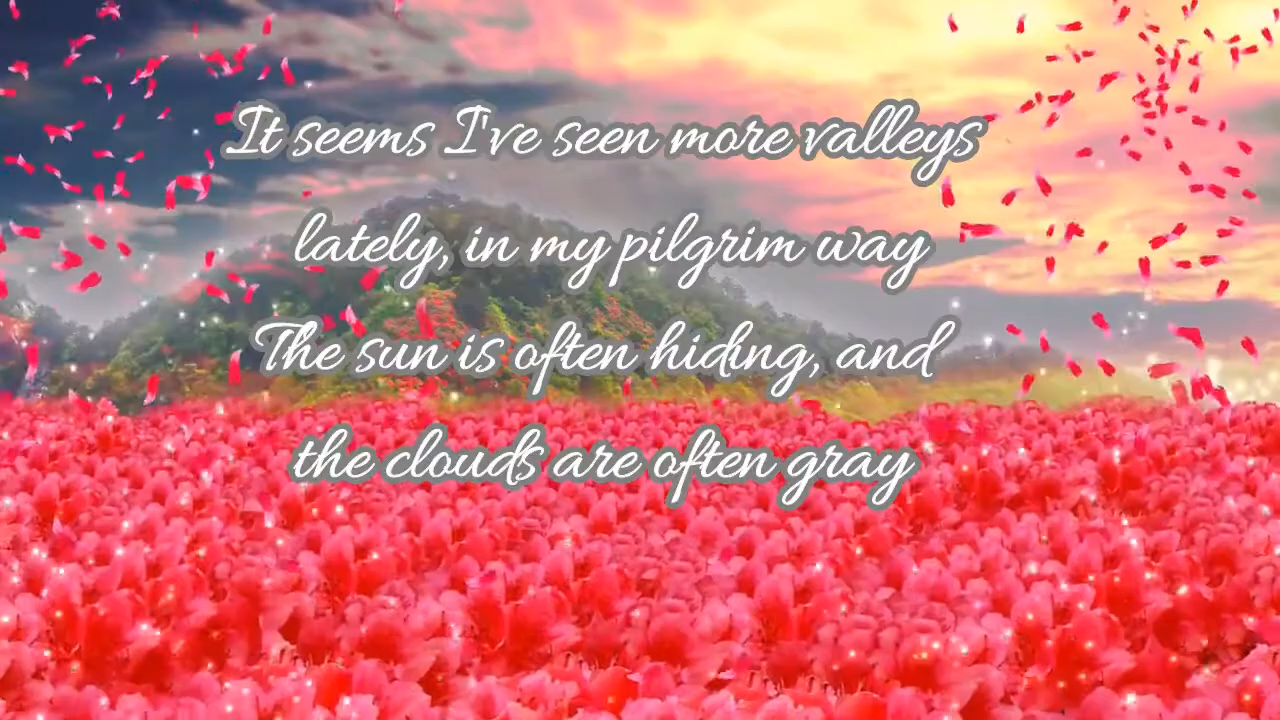 It seems I've seen more valleys
lately, in my pilgrim way
The sun is often hiding, and
the clouds are often gray